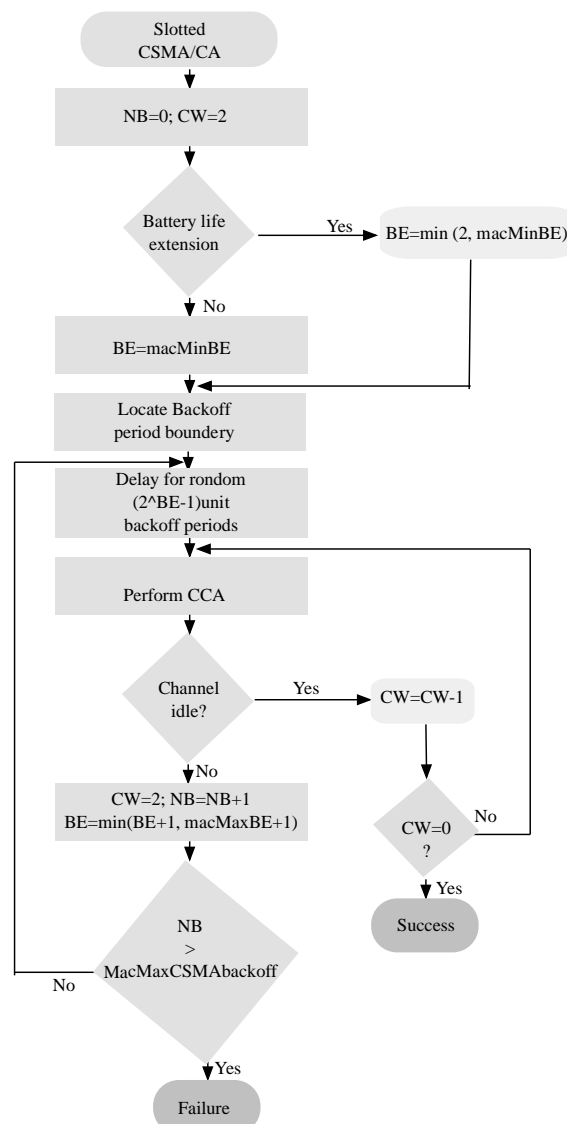 Slotted
CSMA/CA
NB=0; CW=2
Battery life
extension
Yes
BE=min (2, macMinBE)
No
BE=macMinBE
Locate Backoff
period boundery
Delay for rondom
(2^BE-1)unit
backoff periods
Perform CCA
Channel
idle?
Yes
CW=CW-1
No
CW=2; NB=NB+1
BE=min(BE+1, macMaxBE+1)
CW=0
?
No
Yes
Success
NB
>
MacMaxCSMAbackoff
No
Yes
Failure